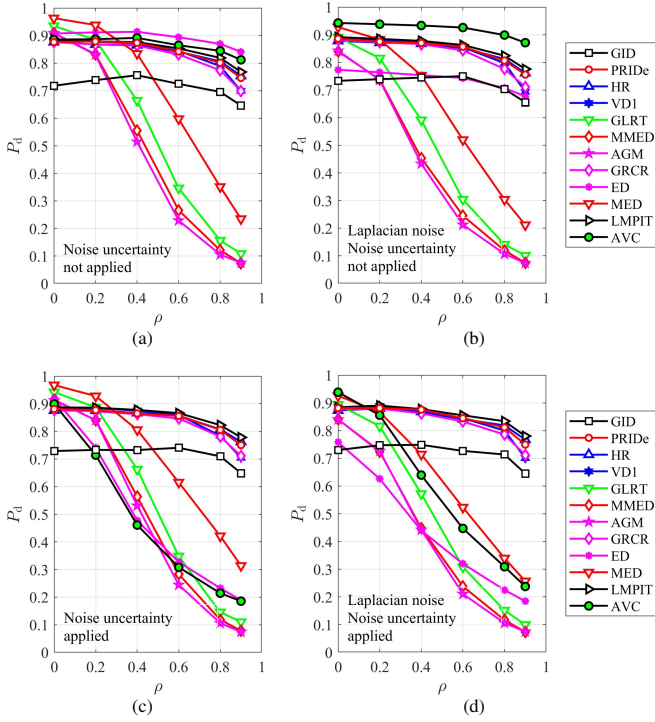 1
0.9
0.8
0.7
0.6
0.5
0.4
0.3
0.2
0.1
0
P_d
Noise uncertainty
not applied
0 0.2 0.4 0.6 0.8 1
ρ
(a)
1
0.9
0.8
0.7
0.6
0.5
0.4
0.3
0.2
0.1
0
P_d
Laplacian noise
Noise uncertainty
not applied
0 0.2 0.4 0.6 0.8 1
ρ
(b)
GID
PRIDe
HR
VD1
GLRT
MMED
AGM
GRCR
ED
MED
LMPIT
AVC
1
0.9
0.8
0.7
0.6
0.5
0.4
0.3
0.2
0.1
0
P_d
Noise uncertainty
applied
0 0.2 0.4 0.6 0.8 1
ρ
(c)
1
0.9
0.8
0.7
0.6
0.5
0.4
0.3
0.2
0.1
0
P_d
Laplacian noise
Noise uncertainty
applied
0 0.2 0.4 0.6 0.8 1
ρ
(d)
GID
PRIDe
HR
VD1
GLRT
MMED
AGM
GRCR
ED
MED
LMPIT
AVC